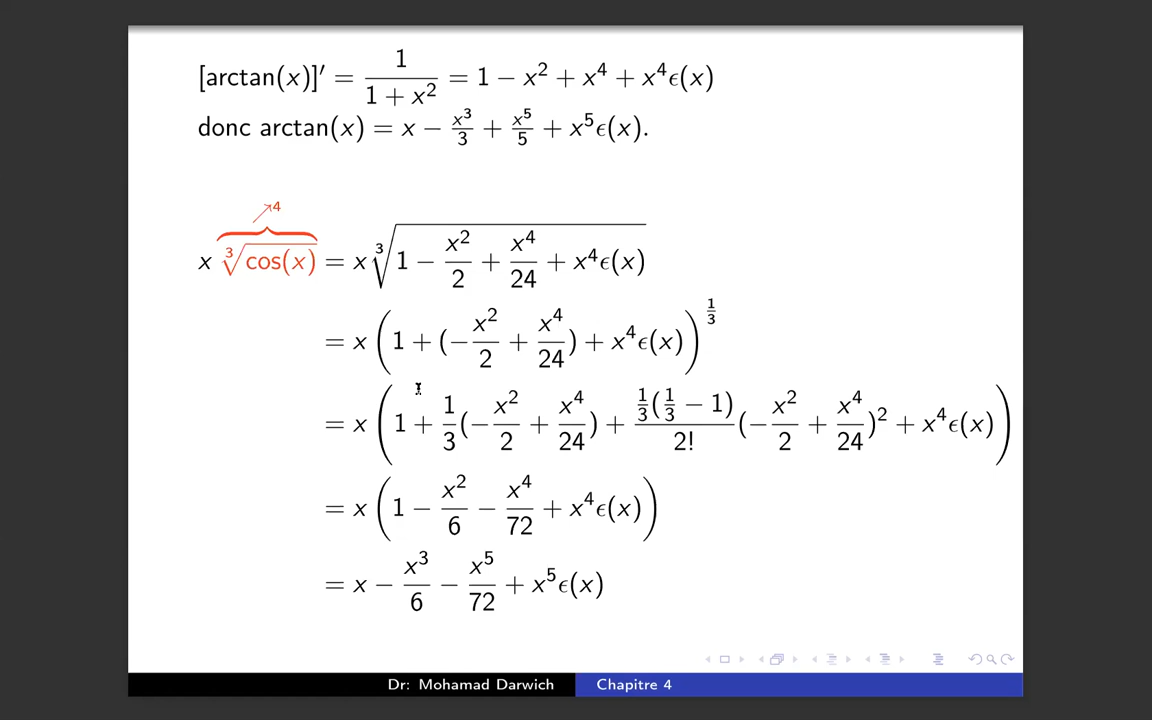 [arctan(x)]′ = 1/(1 + x²) = 1 − x² + x⁴ + x⁴ϵ(x)
donc arctan(x) = x − x³/3 + x⁵/5 + x⁵ϵ(x).
↗4
x ∛cos(x) = x ∛(1 − x²/2 + x⁴/24 + x⁴ϵ(x))
= x (1 + (−x²/2 + x⁴/24) + x⁴ϵ(x))^(1/3)
= x (1 + 1/3(−x²/2 + x⁴/24) + (1/3(1/3 − 1))/2!(−x²/2 + x⁴/24)² + x⁴ϵ(x))
= x (1 − x²/6 − x⁴/72 + x⁴ϵ(x))
= x − x³/6 − x⁵/72 + x⁵ϵ(x)
Dr: Mohamad Darwich Chapitre 4